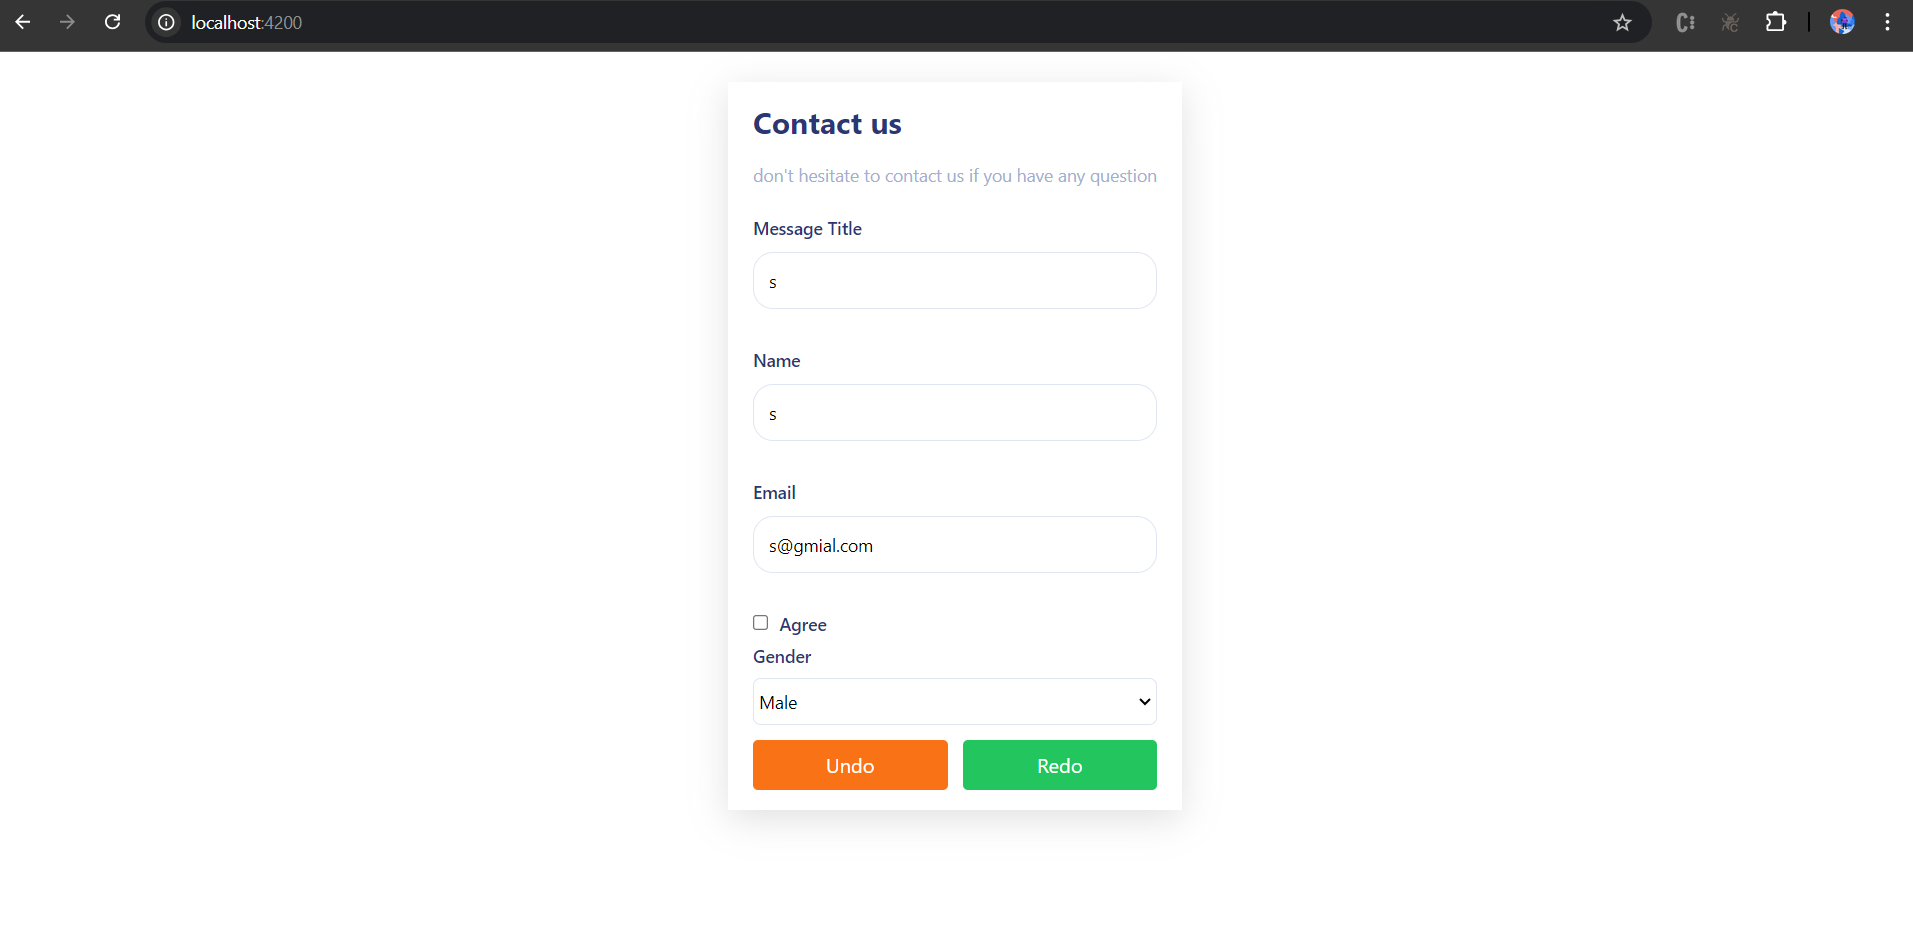 localhost:4200
Contact us
don't hesitate to contact us if you have any question
Message Title
s
Name
s
Email
s@gmial.com
Agree
Gender
Male
Undo Redo